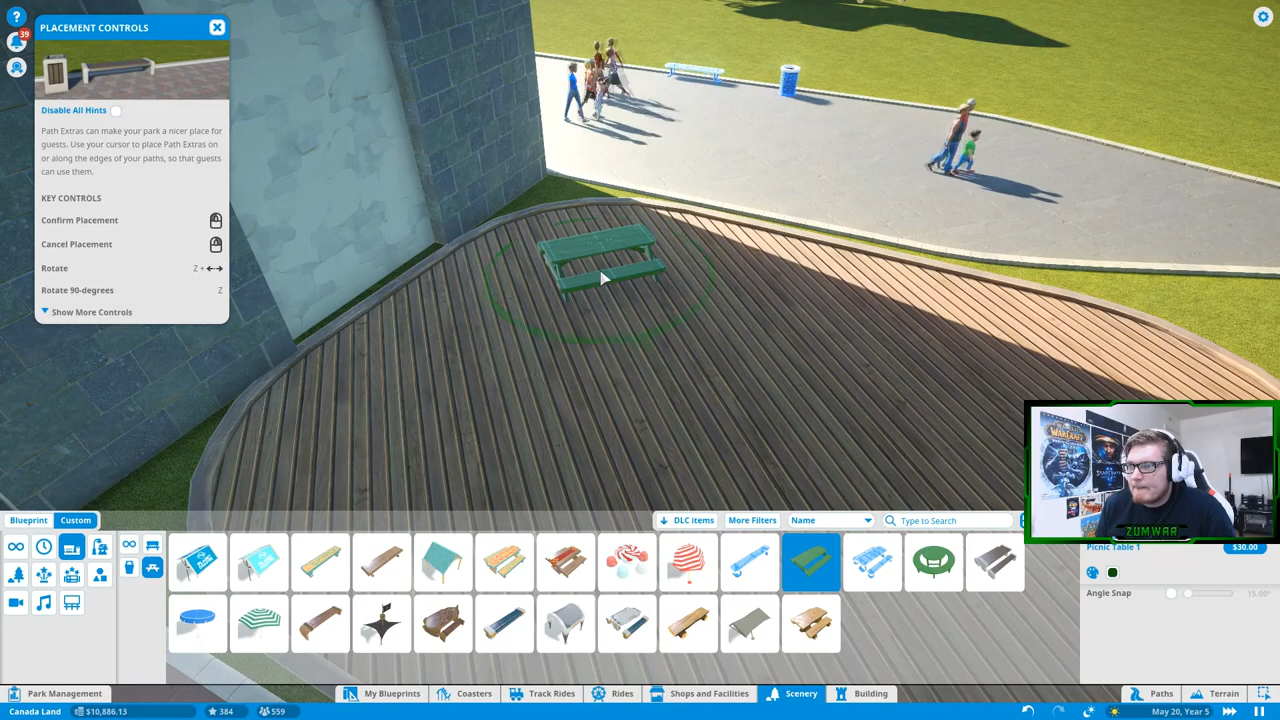 ?
39
PLACEMENT CONTROLS
Disable All Hints
Path Extras can make your park a nicer place for
guests. Use your cursor to place Path Extras on
or along the edges of your paths, so that guests
can use them.
KEY CONTROLS
Confirm Placement
Cancel Placement
Rotate Z +
Rotate 90-degrees Z
Show More Controls
WARCRAFT
STARCRAFT
ZUMWAR
Blueprint Custom DLC items More Filters Name Type to Search
Picnic Table 1 $30.00
Angle Snap 15.00°
Park Management My Blueprints Coasters Track Rides Rides Shops and Facilities Scenery Building Paths Terrain
Canada Land $10,886.13 384 559 May 20, Year 5